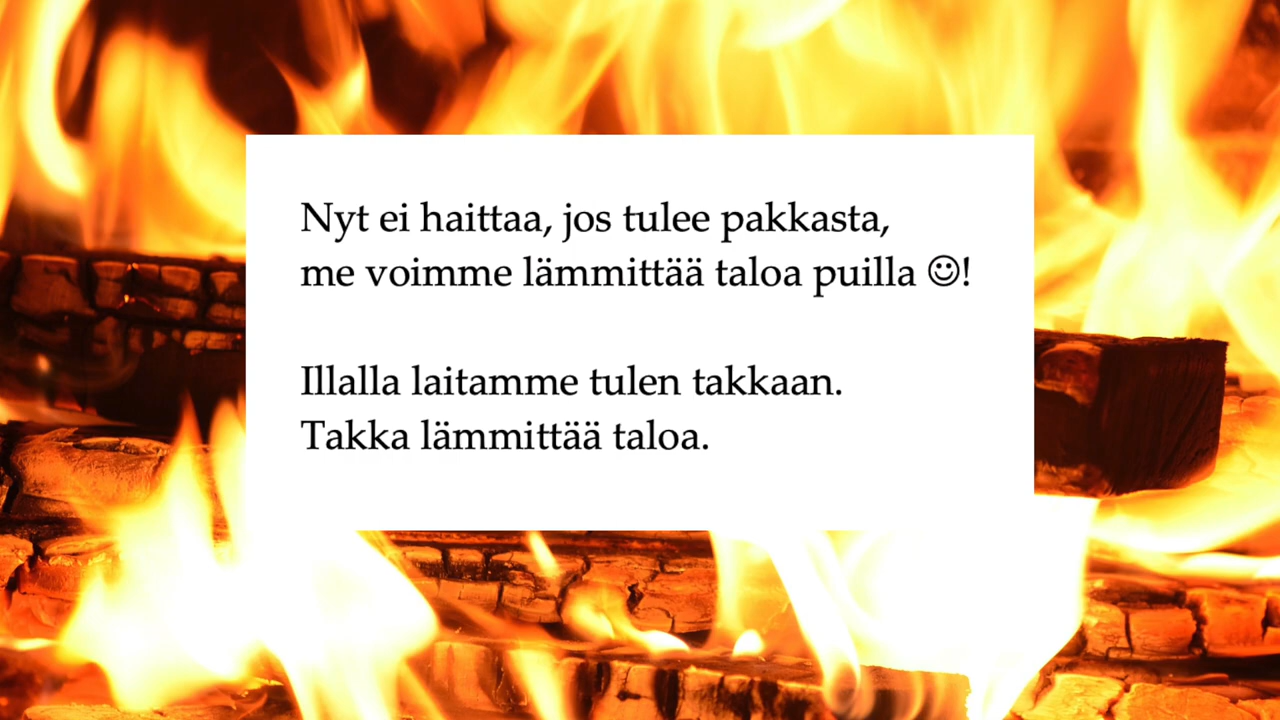 Nyt ei haittaa, jos tulee pakkasta,
me voimme lämmittää taloa puilla ☺!
Illalla laitamme tulen takkaan.
Takka lämmittää taloa.